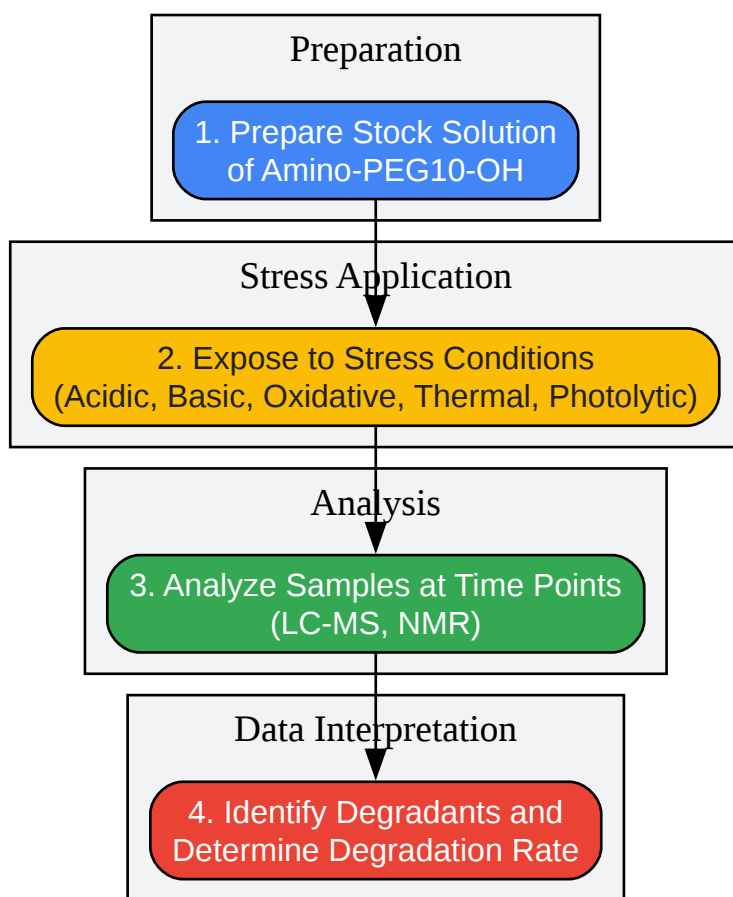 Preparation
1. Prepare Stock Solution
of Amino-PEG10-OH
Stress Application
2. Expose to Stress Conditions
(Acidic, Basic, Oxidative, Thermal, Photolytic)
Analysis
3. Analyze Samples at Time Points
(LC-MS, NMR)
Data Interpretation
4. Identify Degradants and
Determine Degradation Rate